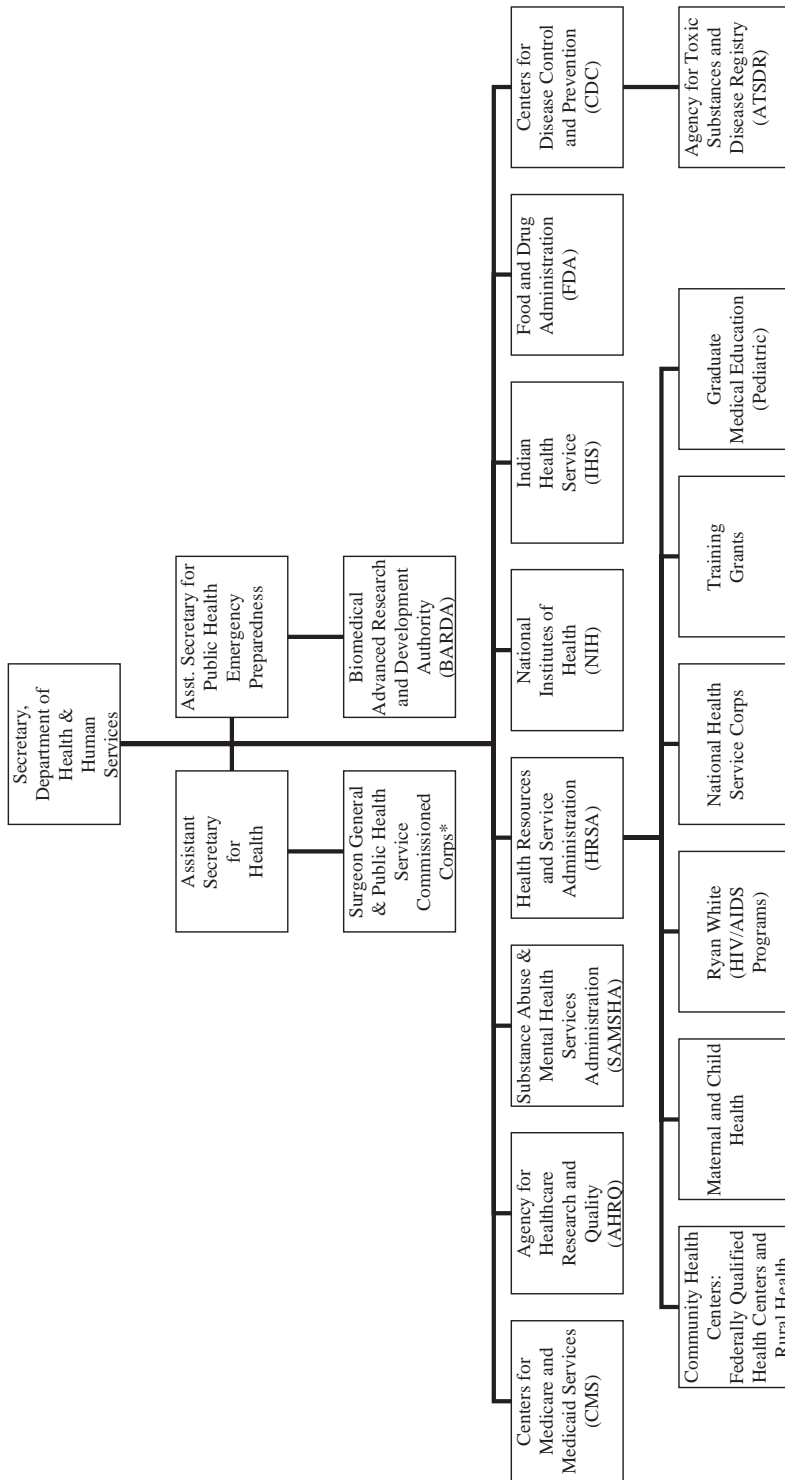 Secretary,
Department of
Health &
Human
Services
Assistant
Secretary
for
Health
Asst. Secretary for
Public Health
Emergency
Preparedness
Surgeon General
& Public Health
Service
Commissioned
Corps*
Biomedical
Advanced Research
and Development
Authority
(BARDA)
Centers for
Medicare and
Medicaid Services
(CMS)
Agency for
Healthcare
Research and
Quality
(AHRQ)
Substance Abuse &
Mental Health
Services
Administration
(SAMSHA)
Health Resources
and Service
Administration
(HRSA)
National
Institutes of
Health
(NIH)
Indian
Health
Service
(IHS)
Food and Drug
Administration
(FDA)
Centers for
Disease Control
and Prevention
(CDC)
Community Health
Centers:
Federally Qualified
Health Centers and
Rural Health
Maternal and Child
Health
Ryan White
(HIV/AIDS
Programs)
National Health
Service Corps
Training
Grants
Graduate
Medical Education
(Pediatric)
Agency for Toxic
Substances and
Disease Registry
(ATSDR)